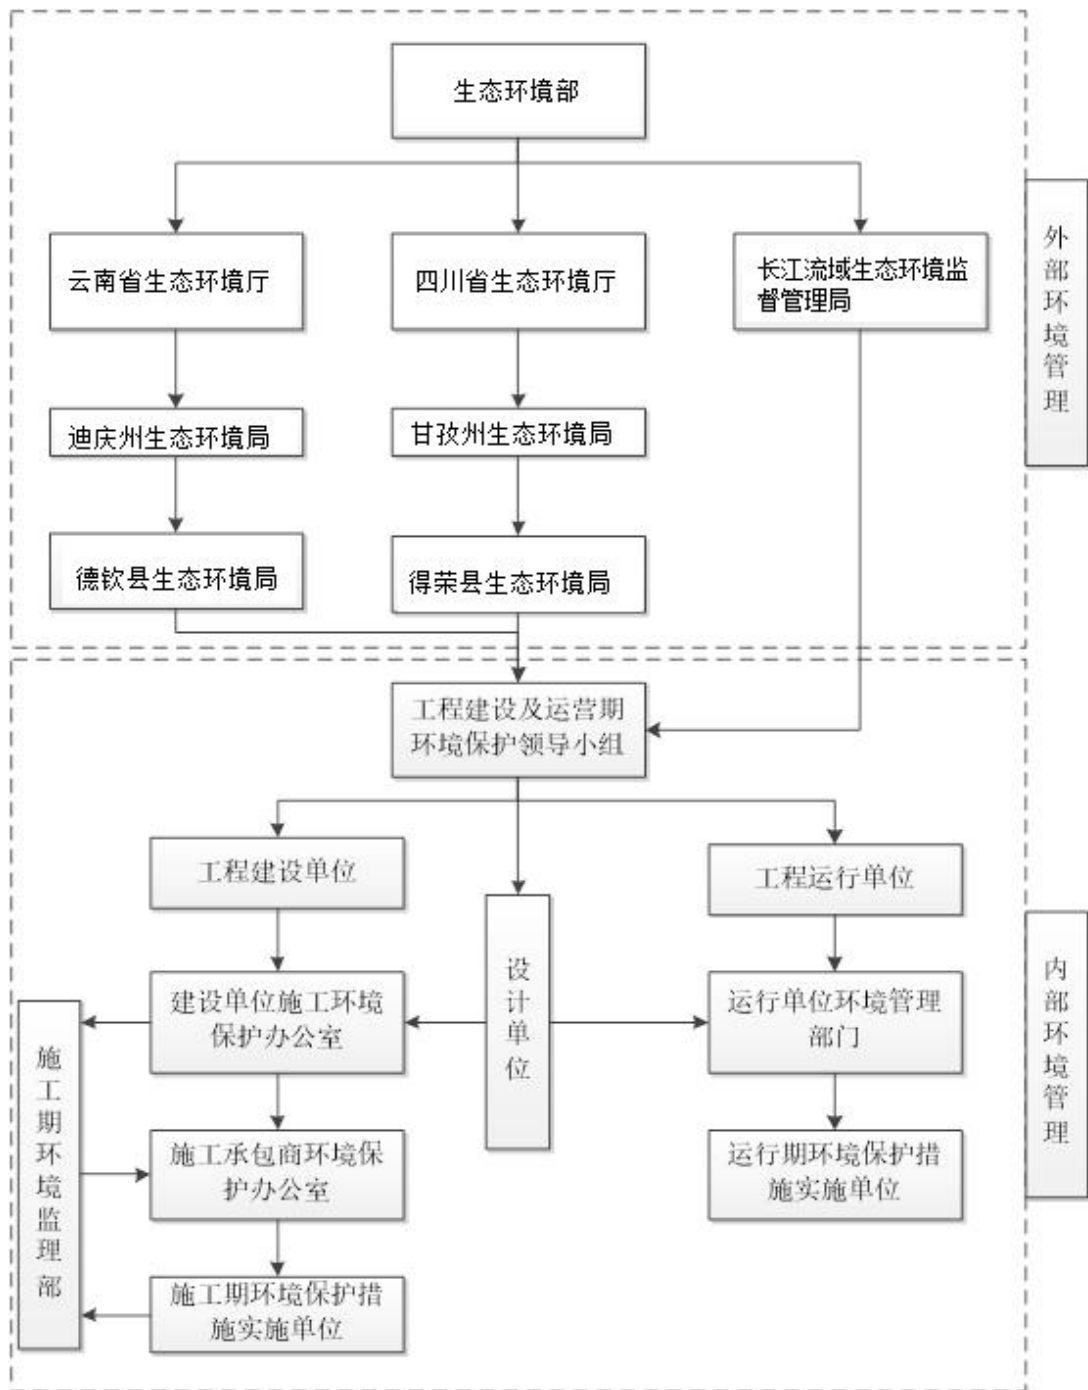 生态环境部
云南省生态环境厅
四川省生态环境厅
长江流域生态环境监
督管理局
外部环境管理
迪庆州生态环境局
甘孜州生态环境局
德钦县生态环境局
得荣县生态环境局
工程建设及运营期
环境保护领导小组
工程建设单位
工程运行单位
设计单位
内部环境管理
建设单位施工环境
保护办公室
运行单位环境管理
部门
施工期环境监理部
施工承包商环境保
护办公室
运行期环境保护措
施实施单位
施工期环境保护措
施实施单位